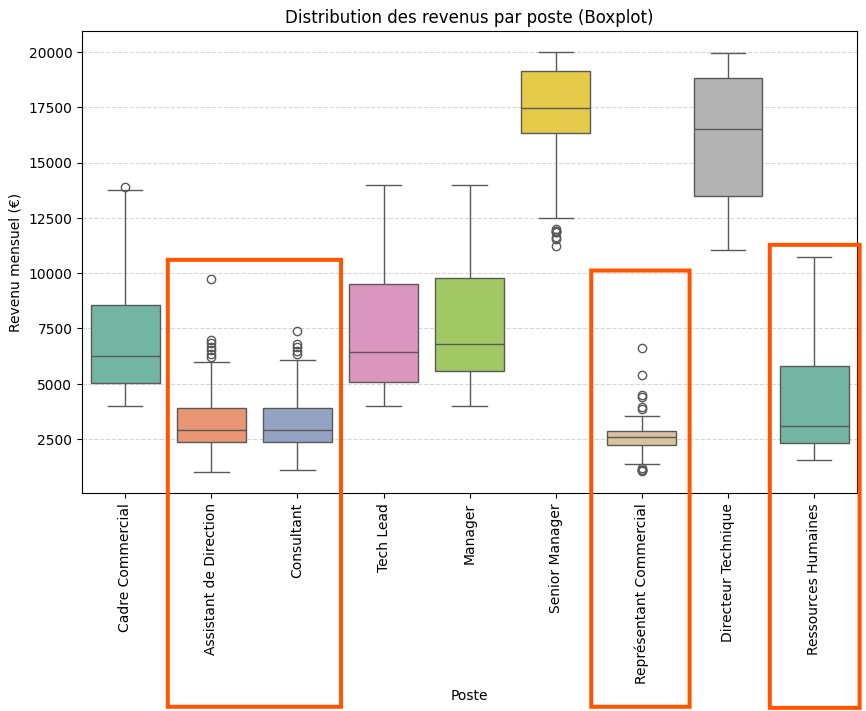 Distribution des revenus par poste (Boxplot)
Revenu mensuel (€)
20000
17500
15000
12500
10000
7500
5000
2500
Cadre Commercial
Assistant de Direction
Consultant
Tech Lead
Manager
Senior Manager
Représentant Commercial
Directeur Technique
Ressources Humaines
Poste